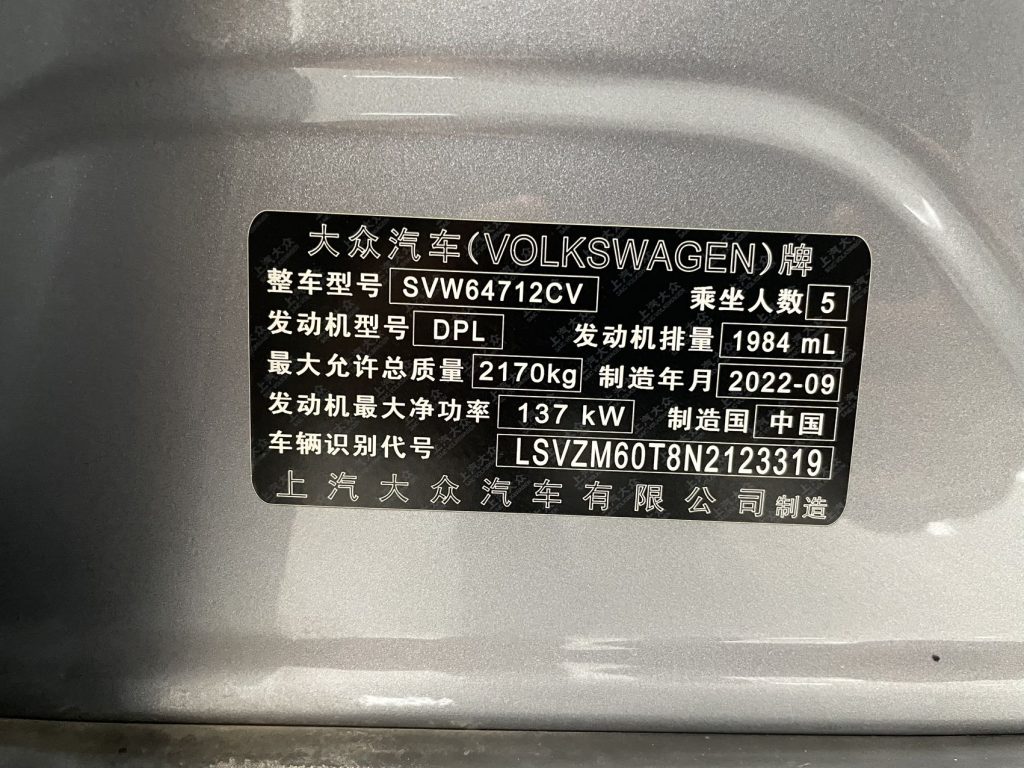 大众汽车(VOLKSWAGEN)牌
整车型号 SVW64712CV 乘坐人数 5
发动机型号 DPL 发动机排量 1984 mL
最大允许总质量 2170kg 制造年月 2022-09
发动机最大净功率 137 kW 制造国 中国
车辆识别代号 LSVZM60T8N2123319
上汽大众汽车有限公司制造